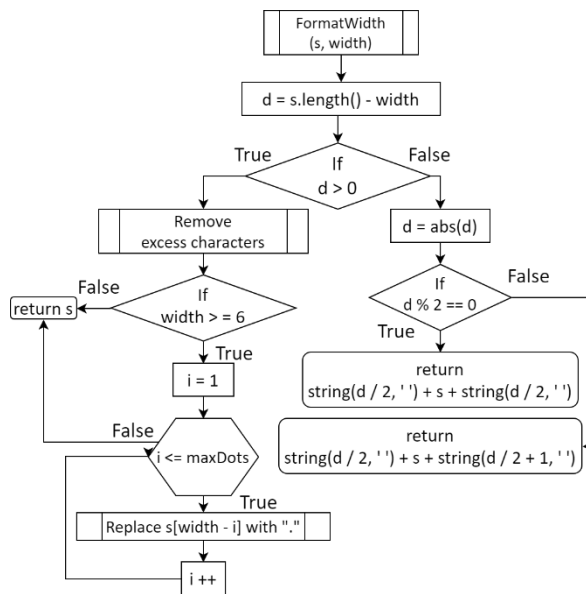 FormatWidth
(s, width)
d = s.length() - width
True
False
If
d > 0
Remove
excess characters
d = abs(d)
False
If
width > = 6
return s
If
d % 2 == 0
False
True
True
i = 1
return
string(d / 2, ' ') + s + string(d / 2, ' ')
False
i <= maxDots
return
string(d / 2, ' ') + s + string(d / 2 + 1, ' ')
True
Replace s[width - i] with "."
i ++